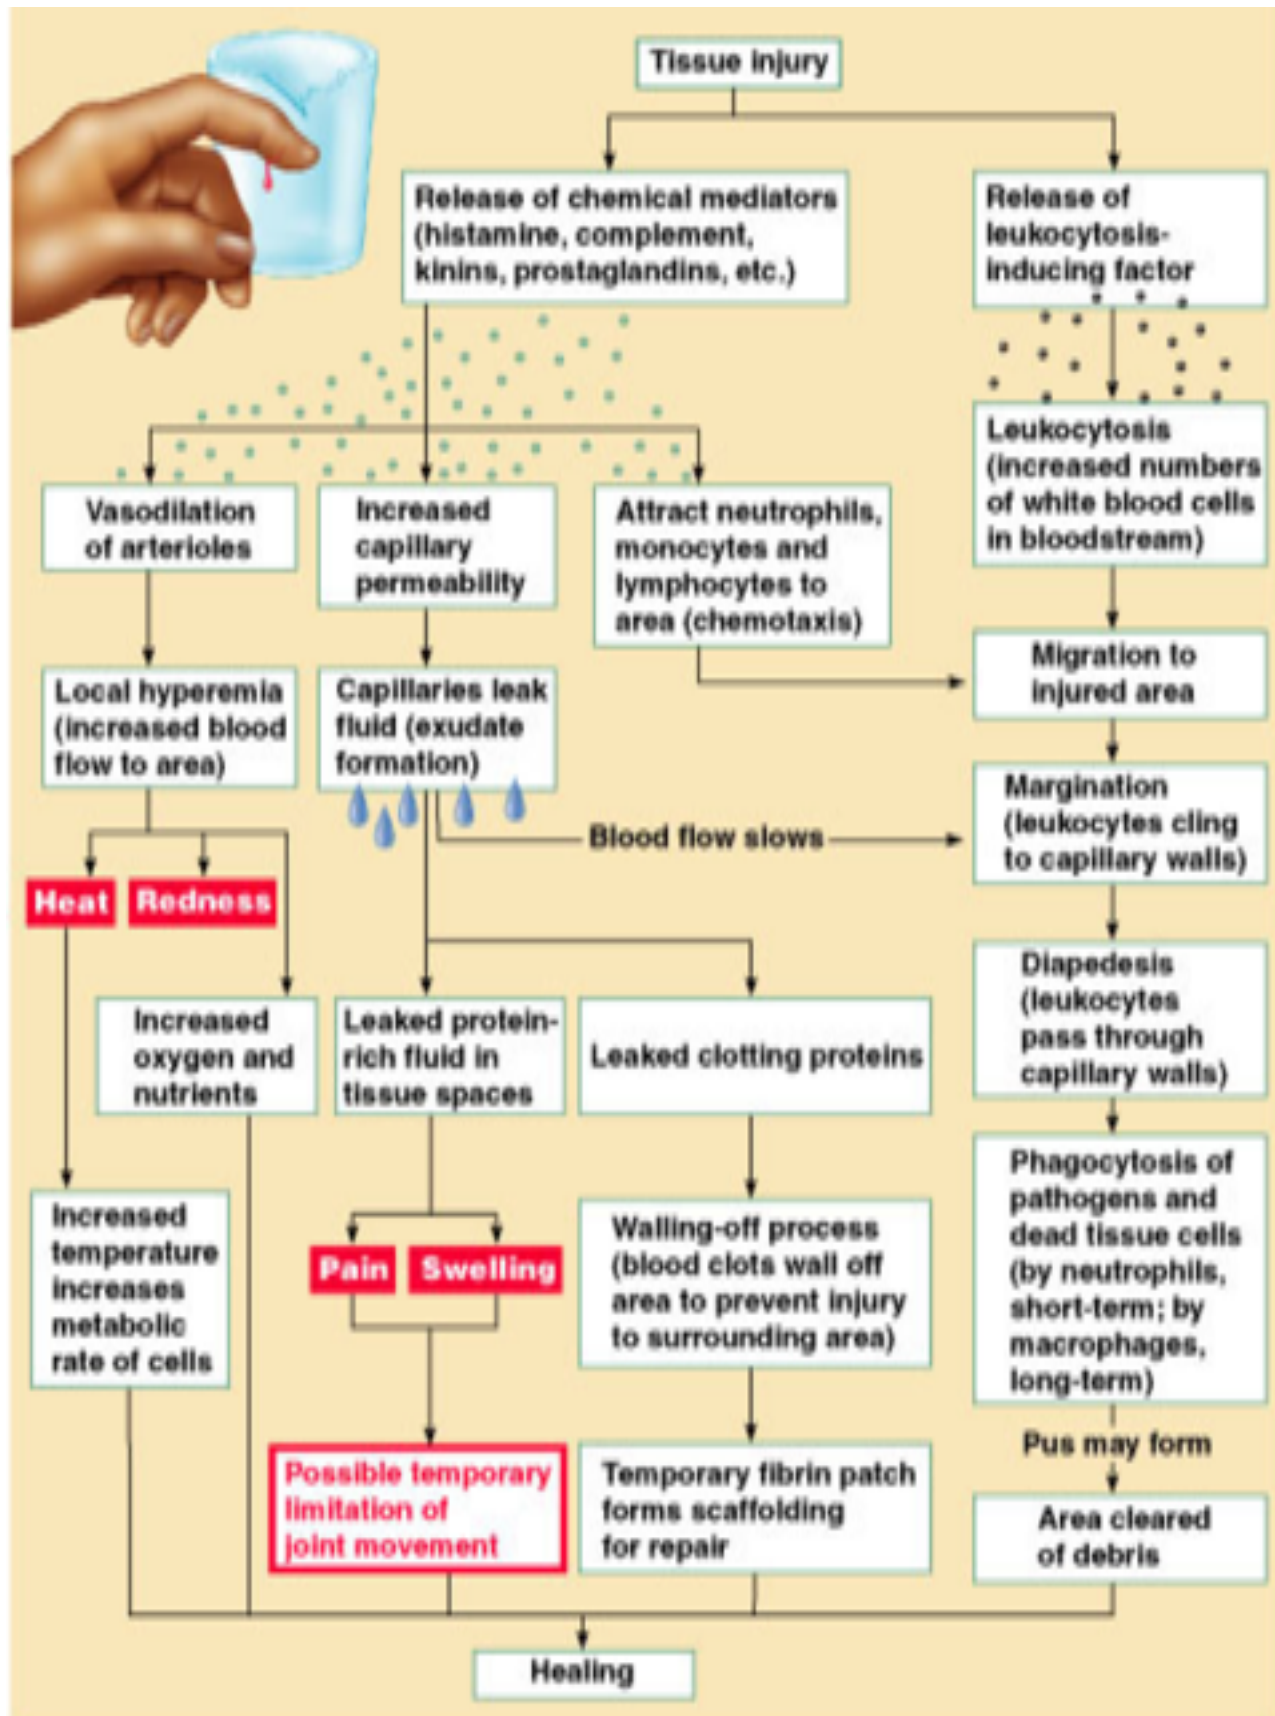 Tissue injury
Release of chemical mediators
(histamine, complement,
kinins, prostaglandins, etc.)
Release of
leukocytosis-
inducing factor
Vasodilation
of arterioles
Increased
capillary
permeability
Attract neutrophils,
monocytes and
lymphocytes to
area (chemotaxis)
Leukocytosis
(increased numbers
of white blood cells
in bloodstream)
Local hyperemia
(increased blood
flow to area)
Capillaries leak
fluid (exudate
formation)
Migration to
injured area
Blood flow slows
Margination
(leukocytes cling
to capillary walls)
Heat
Redness
Increased
oxygen and
nutrients
Leaked protein-
rich fluid in
tissue spaces
Leaked clotting proteins
Diapedesis
(leukocytes
pass through
capillary walls)
Increased
temperature
increases
metabolic
rate of cells
Pain
Swelling
Walling-off process
(blood clots wall off
area to prevent injury
to surrounding area)
Phagocytosis of
pathogens and
dead tissue cells
(by neutrophils,
short-term; by
macrophages,
long-term)
Pus may form
Possible temporary
limitation of
joint movement
Temporary fibrin patch
forms scaffolding
for repair
Area cleared
of debris
Healing